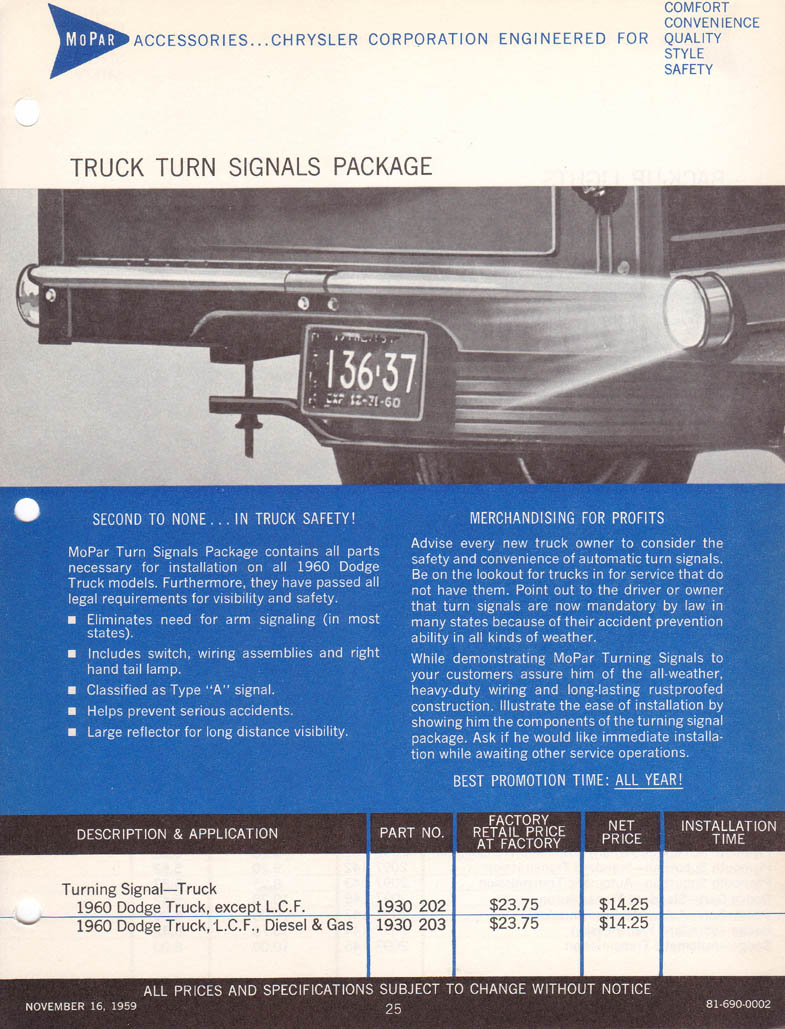 MOPAR ACCESSORIES...CHRYSLER CORPORATION ENGINEERED FOR
COMFORT
CONVENIENCE
QUALITY
STYLE
SAFETY
TRUCK TURN SIGNALS PACKAGE
136·37
EXP 12-31-60
SECOND TO NONE...IN TRUCK SAFETY!
MoPar Turn Signals Package contains all parts
necessary for installation on all 1960 Dodge
Truck models. Furthermore, they have passed all
legal requirements for visibility and safety.
■ Eliminates need for arm signaling (in most
states).
■ Includes switch, wiring assemblies and right
hand tail lamp.
■ Classified as Type "A" signal.
■ Helps prevent serious accidents.
■ Large reflector for long distance visibility.
MERCHANDISING FOR PROFITS
Advise every new truck owner to consider the
safety and convenience of automatic turn signals.
Be on the lookout for trucks in for service that do
not have them. Point out to the driver or owner
that turn signals are now mandatory by law in
many states because of their accident prevention
ability in all kinds of weather.
While demonstrating MoPar Turning Signals to
your customers assure him of the all-weather,
heavy-duty wiring and long-lasting rustproofed
construction. Illustrate the ease of installation by
showing him the components of the turning signal
package. Ask if he would like immediate installa-
tion while awaiting other service operations.
BEST PROMOTION TIME: ALL YEAR!
DESCRIPTION & APPLICATION PART NO. FACTORY RETAIL PRICE AT FACTORY NET PRICE INSTALLATION TIME
Turning Signal—Truck
1960 Dodge Truck, except L.C.F. 1930 202 $23.75 $14.25
1960 Dodge Truck, L.C.F., Diesel & Gas 1930 203 $23.75 $14.25
ALL PRICES AND SPECIFICATIONS SUBJECT TO CHANGE WITHOUT NOTICE
NOVEMBER 16, 1959 25 81-690-0002